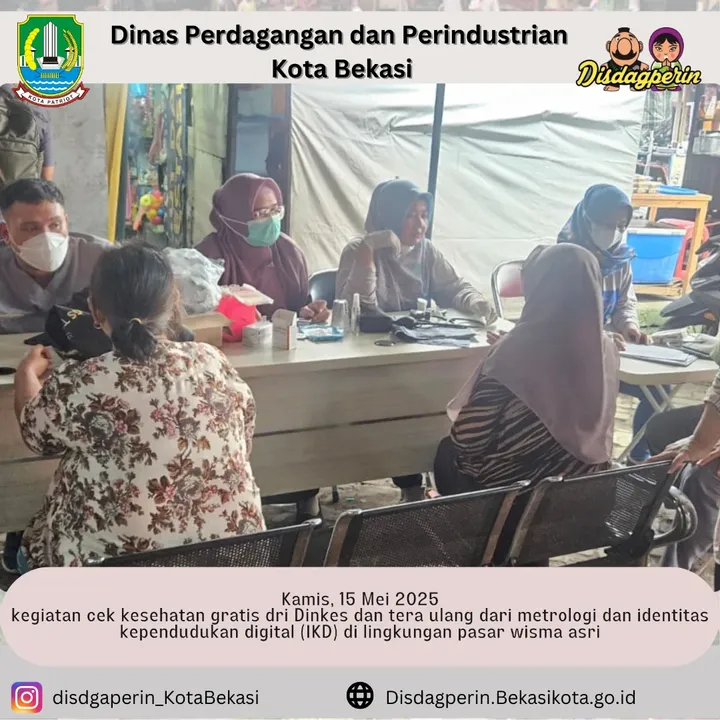 Dinas Perdagangan dan Perindustrian
Kota Bekasi
KOTA PATRIOT
Disdagperin
Kamis, 15 Mei 2025
kegiatan cek kesehatan gratis dri Dinkes dan tera ulang dari metrologi dan identitas
kependudukan digital (IKD) di lingkungan pasar wisma asri
disdgaperin_KotaBekasi
Disdagperin.Bekasikota.go.id